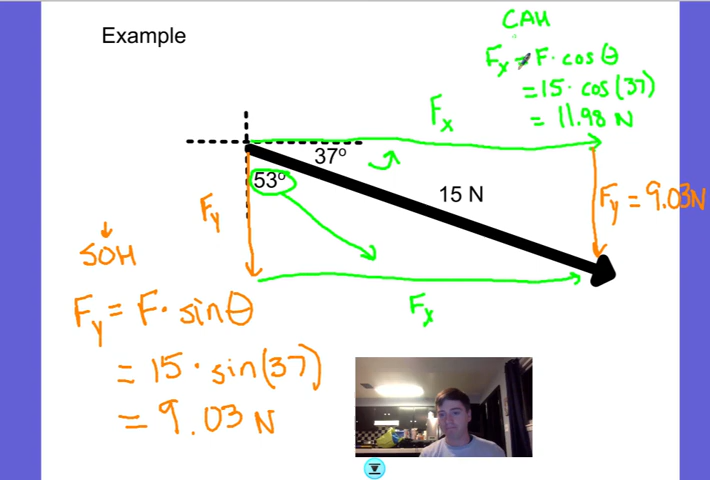 Example
CAH
Fx = F · cos θ
= 15 · cos(37)
= 11.98 N
Fx
37°
53°
15 N
Fy
Fy = 9.03N
SOH
Fx
Fy = F · sin θ
= 15 · sin(37)
= 9.03 N